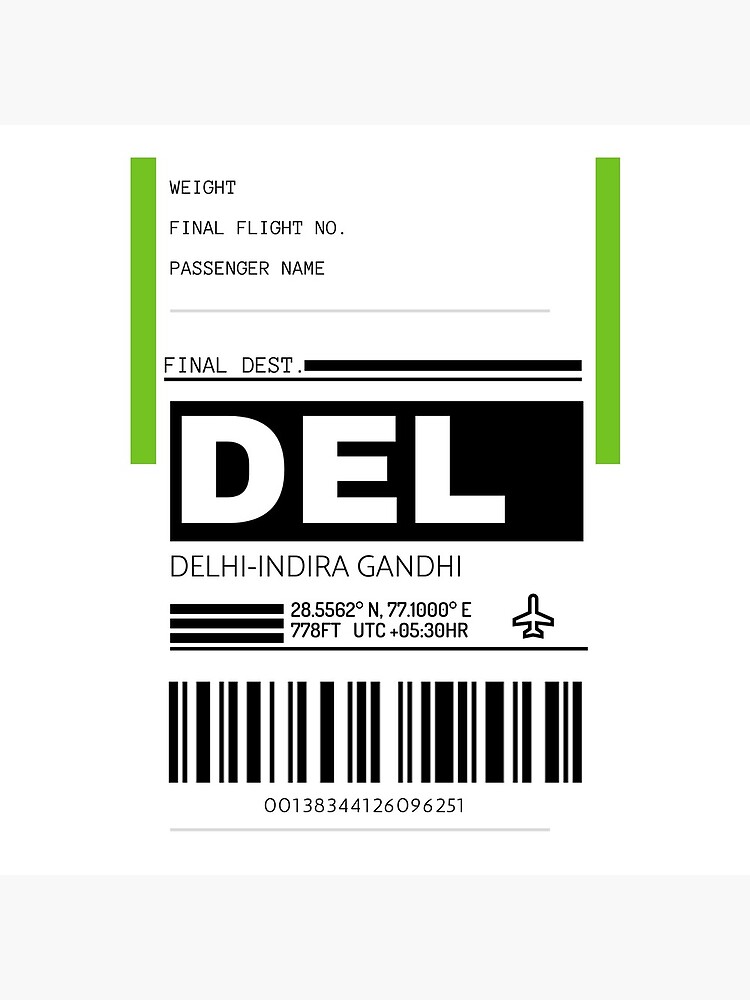 WEIGHT
FINAL FLIGHT NO.
PASSENGER NAME
FINAL DEST.
DEL
DELHI-INDIRA GANDHI
28.5562° N, 77.1000° E
778FT UTC +05:30HR
00138344126096251